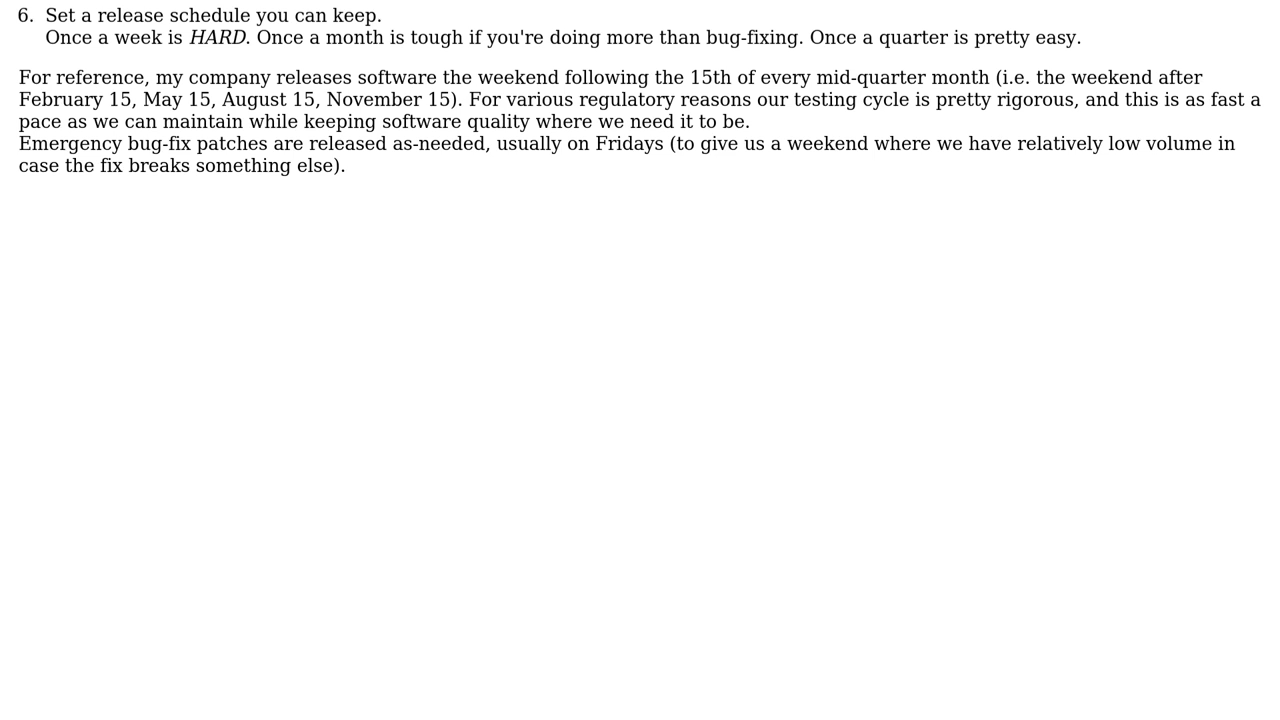 6. Set a release schedule you can keep.
Once a week is HARD. Once a month is tough if you're doing more than bug-fixing. Once a quarter is pretty easy.
For reference, my company releases software the weekend following the 15th of every mid-quarter month (i.e. the weekend after
February 15, May 15, August 15, November 15). For various regulatory reasons our testing cycle is pretty rigorous, and this is as fast a
pace as we can maintain while keeping software quality where we need it to be.
Emergency bug-fix patches are released as-needed, usually on Fridays (to give us a weekend where we have relatively low volume in
case the fix breaks something else).